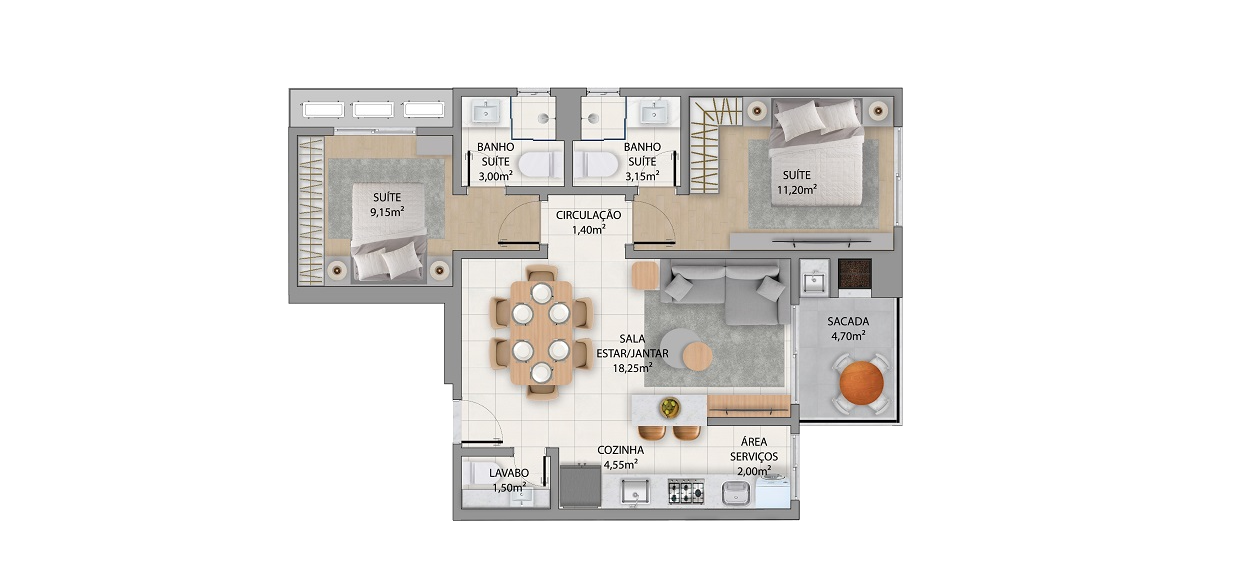 BANHO
SUÍTE
3,00m²
BANHO
SUÍTE
3,15m²
SUÍTE
11,20m²
SUÍTE
9,15m²
CIRCULAÇÃO
1,40m²
SACADA
4,70m²
SALA
ESTAR/JANTAR
18,25m²
COZINHA
4,55m²
ÁREA
SERVIÇOS
2,00m²
LAVABO
1,50m²